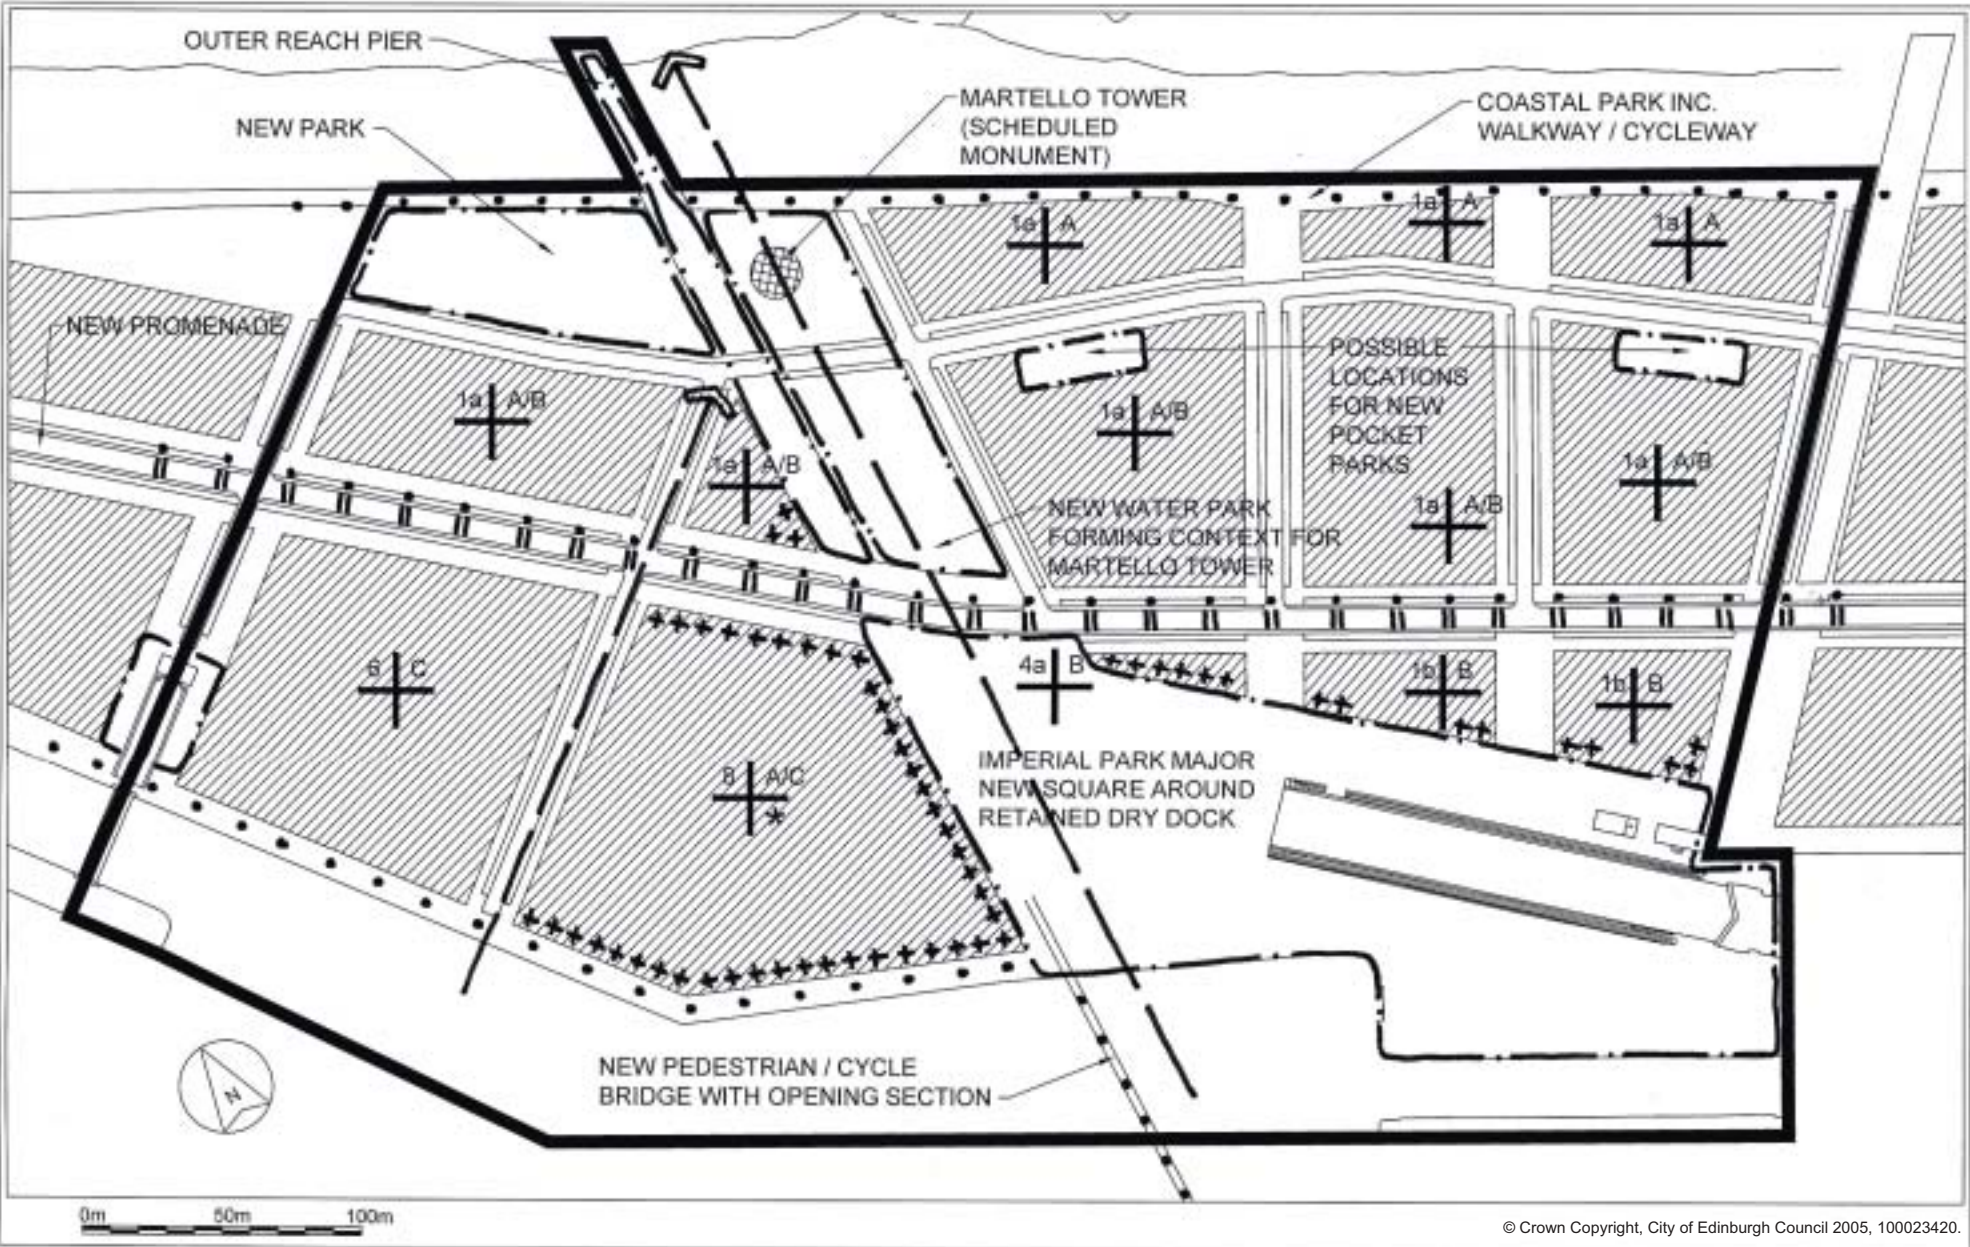 OUTER REACH PIER
NEW PARK
MARTELLO TOWER
(SCHEDULED
MONUMENT)
COASTAL PARK INC.
WALKWAY / CYCLEWAY
1a A
1a A
1a A
NEW PROMENADE
POSSIBLE
LOCATIONS
FOR NEW
POCKET
PARKS
1a A/B
1a A/B
1a A/B
1a A/B
1a A/B
NEW WATER PARK
FORMING CONTEXT FOR
MARTELLO TOWER
6 C
4a B
1b B
1b B
8 A/C
*
IMPERIAL PARK MAJOR
NEW SQUARE AROUND
RETAINED DRY DOCK
NEW PEDESTRIAN / CYCLE
BRIDGE WITH OPENING SECTION
N
0m 50m 100m
© Crown Copyright, City of Edinburgh Council 2005, 100023420.